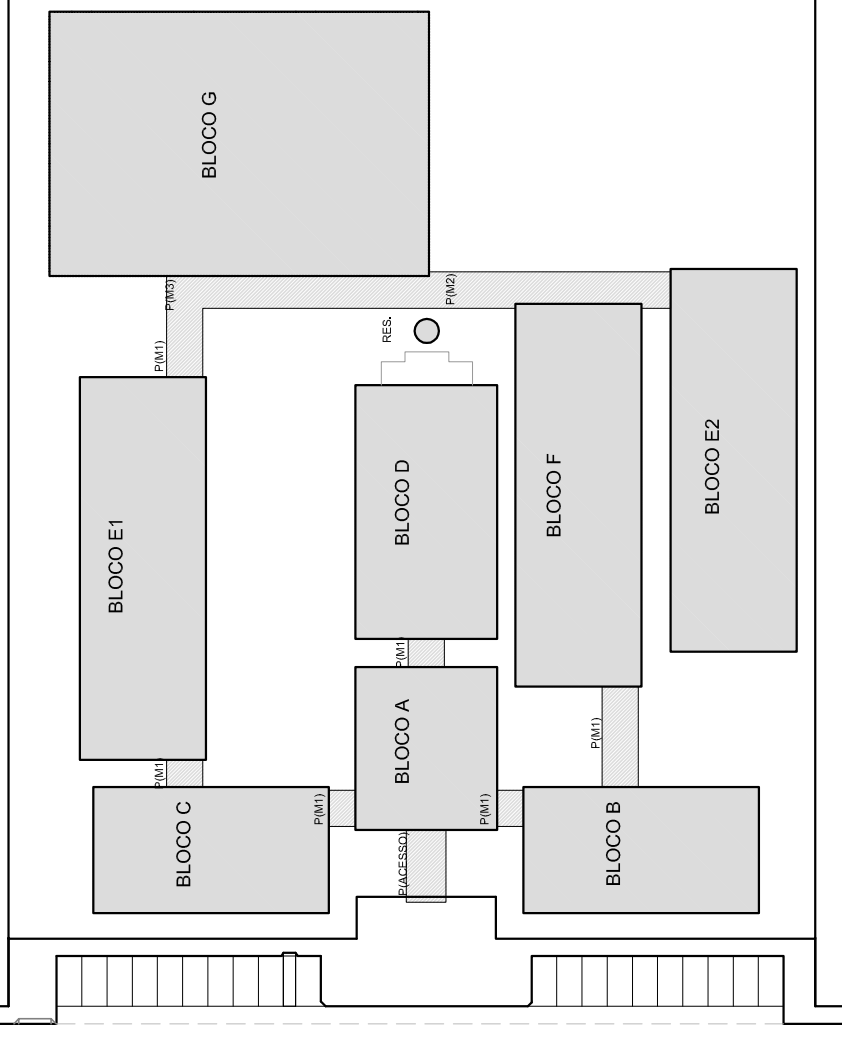 BLOCO G
P(M3)
P(M2)
RES.
P(M1)
BLOCO E1
BLOCO D
BLOCO F
BLOCO E2
P(M1)
BLOCO A
P(M1)
P(M1)
BLOCO C
P(M1)
P(M1)
BLOCO B
P(ACESSO)